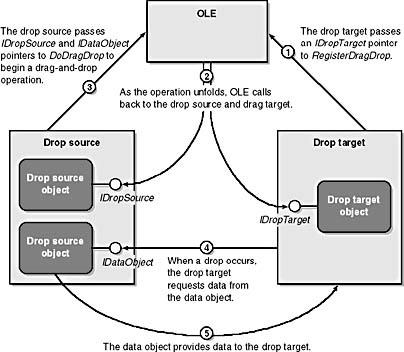 OLE
The drop source passes
IDropSource and IDataObject
pointers to DoDragDrop to
begin a drag-and-drop
operation.
The drop target passes
an IDropTarget pointer
to RegisterDragDrop.
1
2
3
As the operation unfolds, OLE calls
back to the drop source and drag target.
Drop source
Drop source
object
IDropSource
Drop source
object
IDataObject
Drop target
Drop target
object
IDropTarget
4
When a drop occurs,
the drop target
requests data from
the data object.
5
The data object provides data to the drop target.